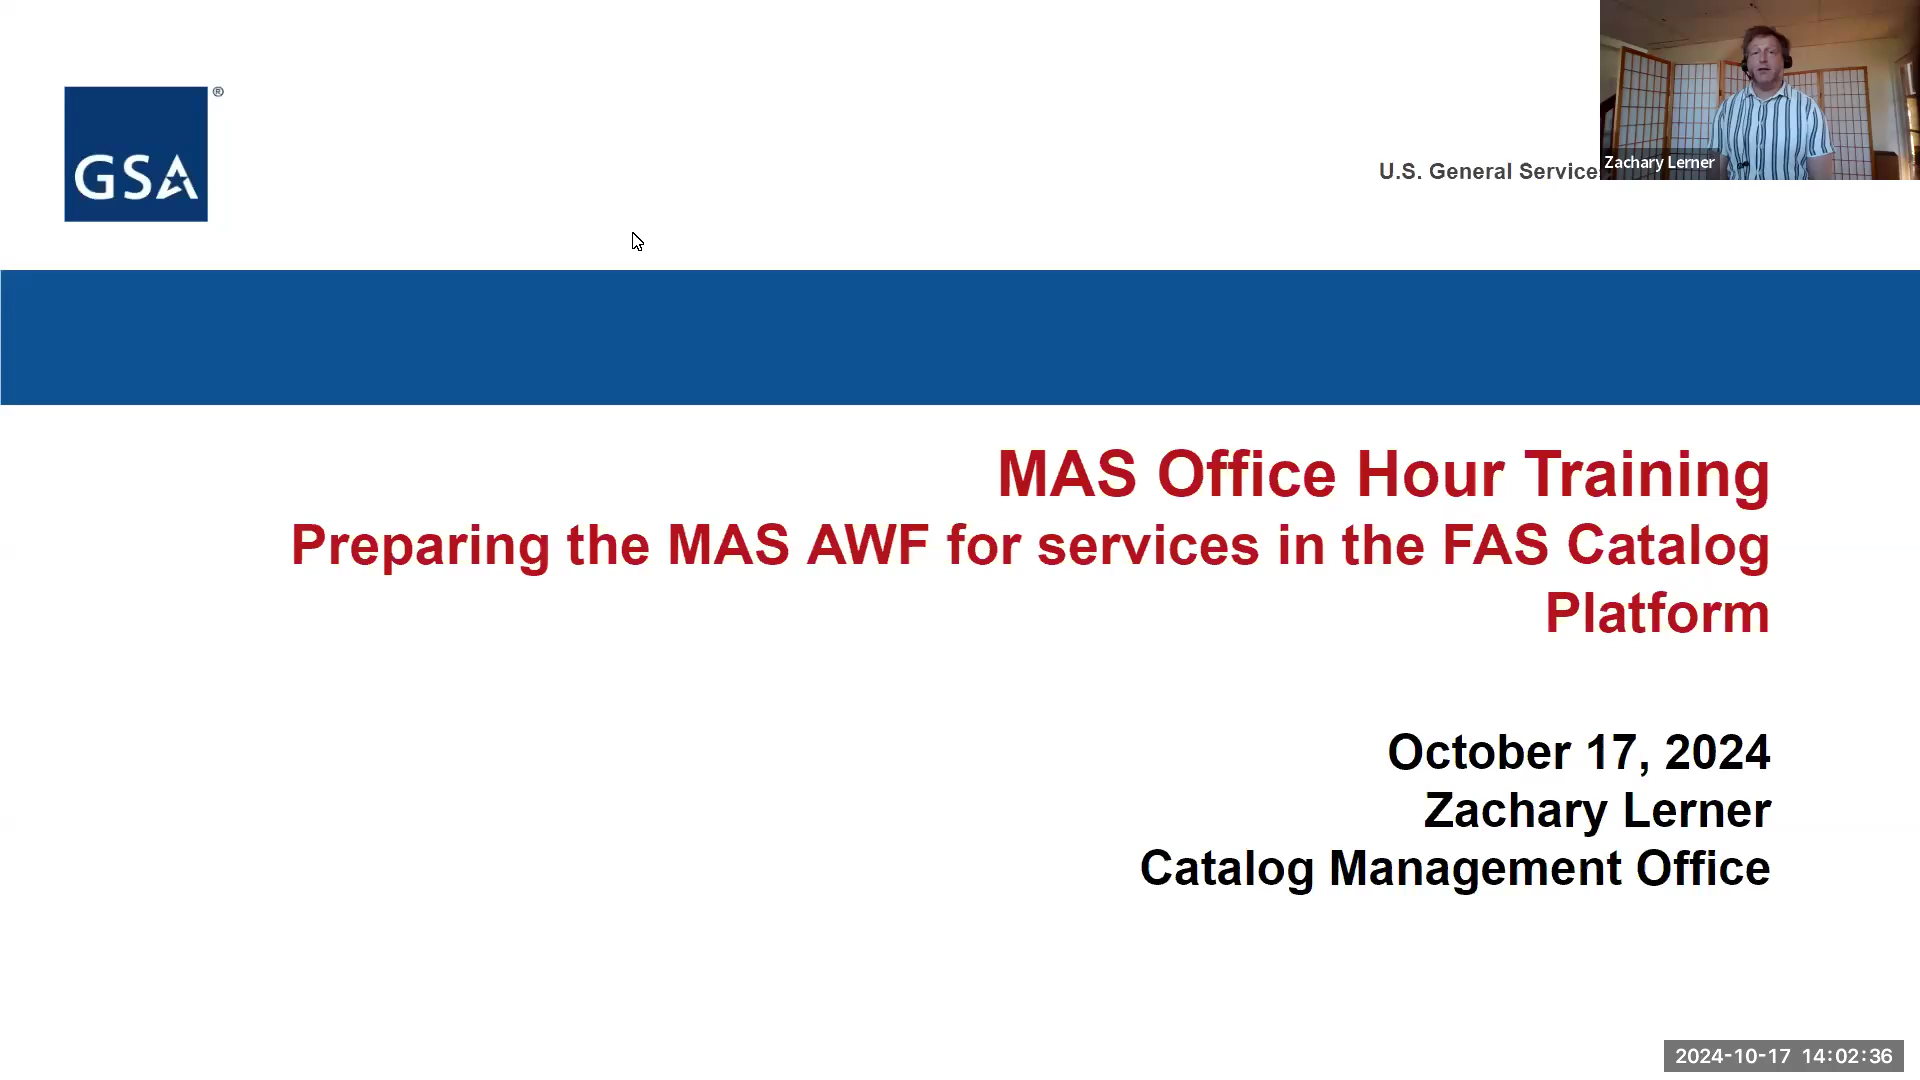 GSA
®
U.S. General Service
Zachary Lerner
MAS Office Hour Training
Preparing the MAS AWF for services in the FAS Catalog
Platform
October 17, 2024
Zachary Lerner
Catalog Management Office
2024-10-17 14:02:36